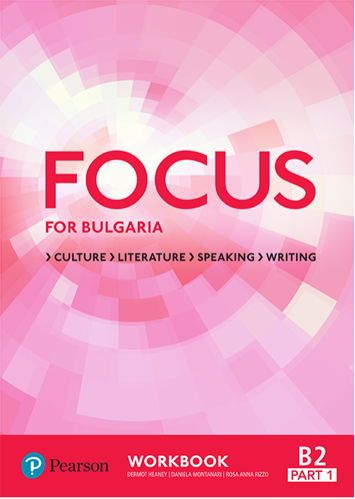 FOCUS
FOR BULGARIA
› CULTURE › LITERATURE › SPEAKING › WRITING
Pearson
WORKBOOK
DERMOT HEANEY | DANIELA MONTANARI | ROSA ANNA RIZZO
B2
PART 1